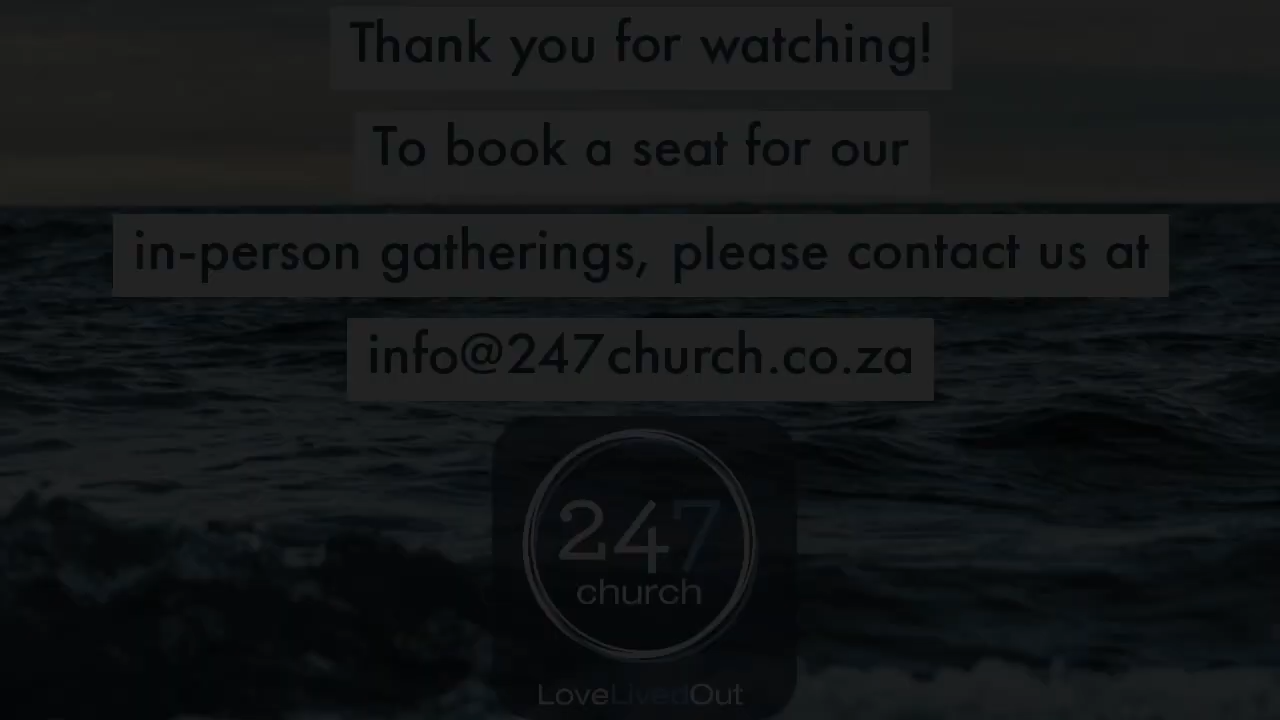 Thank you for watching!
To book a seat for our
in-person gatherings, please contact us at
info@247church.co.za
247
church
LoveLivedOut